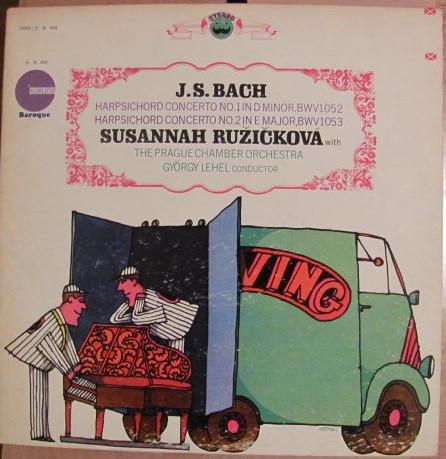 STEREO
CROSSROADS
Baroque
J.S. BACH
HARPSICHORD CONCERTO NO.1 IN D MINOR, BWV1052
HARPSICHORD CONCERTO NO.2 IN E MAJOR, BWV1053
SUSANNAH RUŽIČKOVÁ with
THE PRAGUE CHAMBER ORCHESTRA
GYÖRGY LEHEL CONDUCTOR
VING